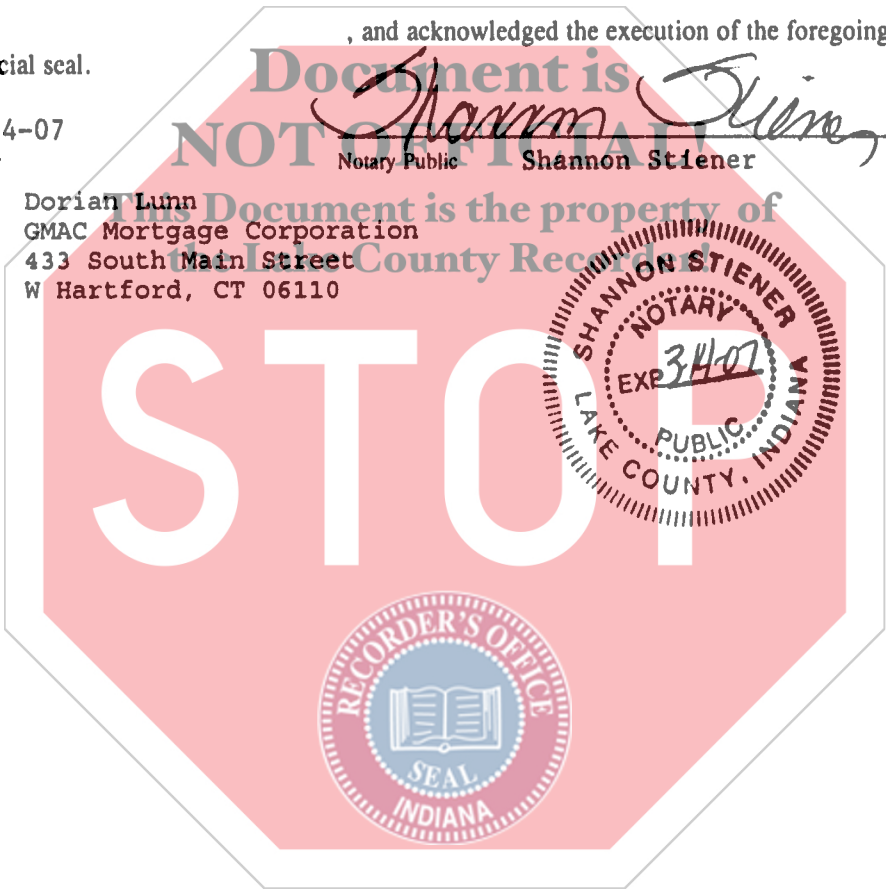 , and acknowledged the execution of the foregoing
cial seal.
Document is
NOT OFFICIAL!
4-07
Shannon Stiener
Notary Public Shannon Stiener
This Document is the property of
the Lake County Recorder!
Dorian Lunn
GMAC Mortgage Corporation
433 South Main Street
W Hartford, CT 06110
SHANNON STIENER
NOTARY
EXP 3-14-07
PUBLIC
LAKE COUNTY, INDIANA
STOP
RECORDER'S OFFICE
SEAL
INDIANA